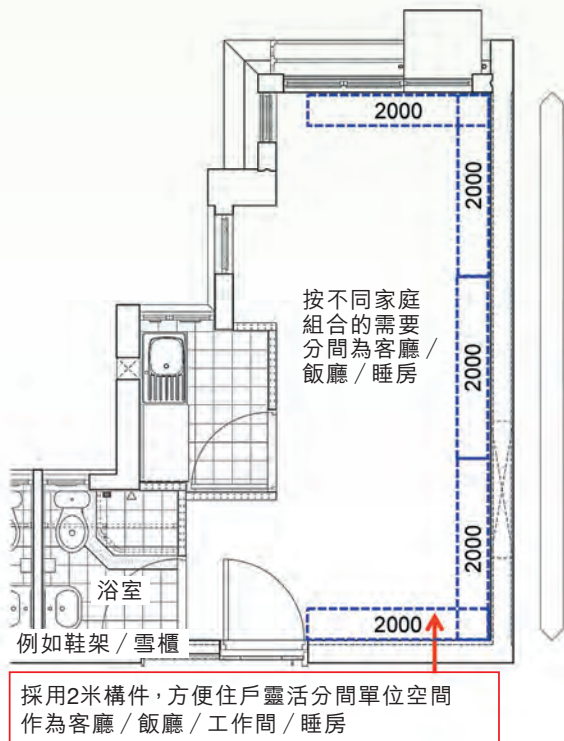 2000
2000
按不同家庭
組合的需要
分間為客廳 /
飯廳 / 睡房
2000
2000
浴室
2000
例如鞋架 / 雪櫃
採用2米構件，方便住戶靈活分間單位空間
作為客廳 / 飯廳 / 工作間 / 睡房